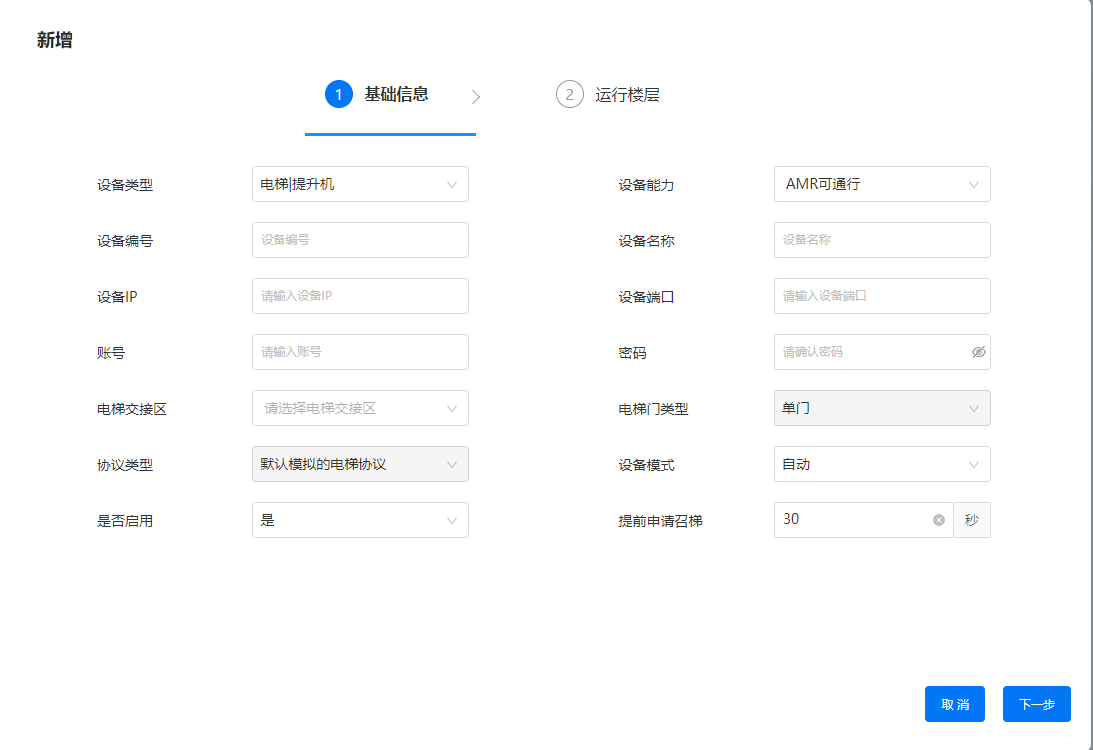 新增
1 基础信息 2 运行楼层
设备类型 电梯|提升机 设备能力 AMR可通行
设备编号 设备编号 设备名称 设备名称
设备IP 请输入设备IP 设备端口 请输入设备端口
账号 请输入账号 密码 请确认密码
电梯交接区 请选择电梯交接区 电梯门类型 单门
协议类型 默认模拟的电梯协议 设备模式 自动
是否启用 是 提前申请召梯 30 秒
取消 下一步